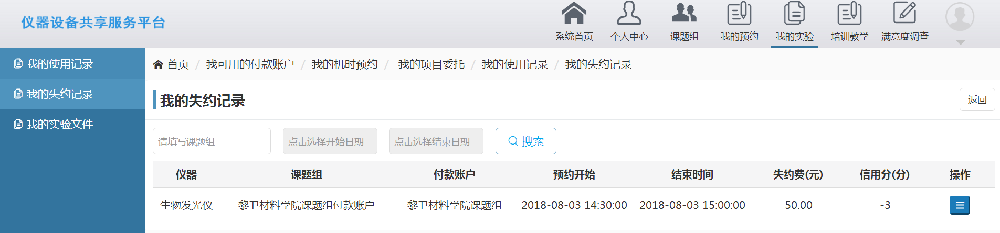 仪器设备共享服务平台
系统首页 个人中心 课题组 我的预约 我的实验 培训教学 满意度调查
我的使用记录
我的失约记录
我的实验文件
首页 / 我可用的付款账户 / 我的机时预约 / 我的项目委托 / 我的使用记录 / 我的失约记录
我的失约记录
返回
请填写课题组 点击选择开始日期 点击选择结束日期 搜索
仪器 课题组 付款账户 预约开始 结束时间 失约费(元) 信用分(分) 操作
生物发光仪 黎卫材料学院课题组付款账户 黎卫材料学院课题组 2018-08-03 14:30:00 2018-08-03 15:00:00 50.00 -3